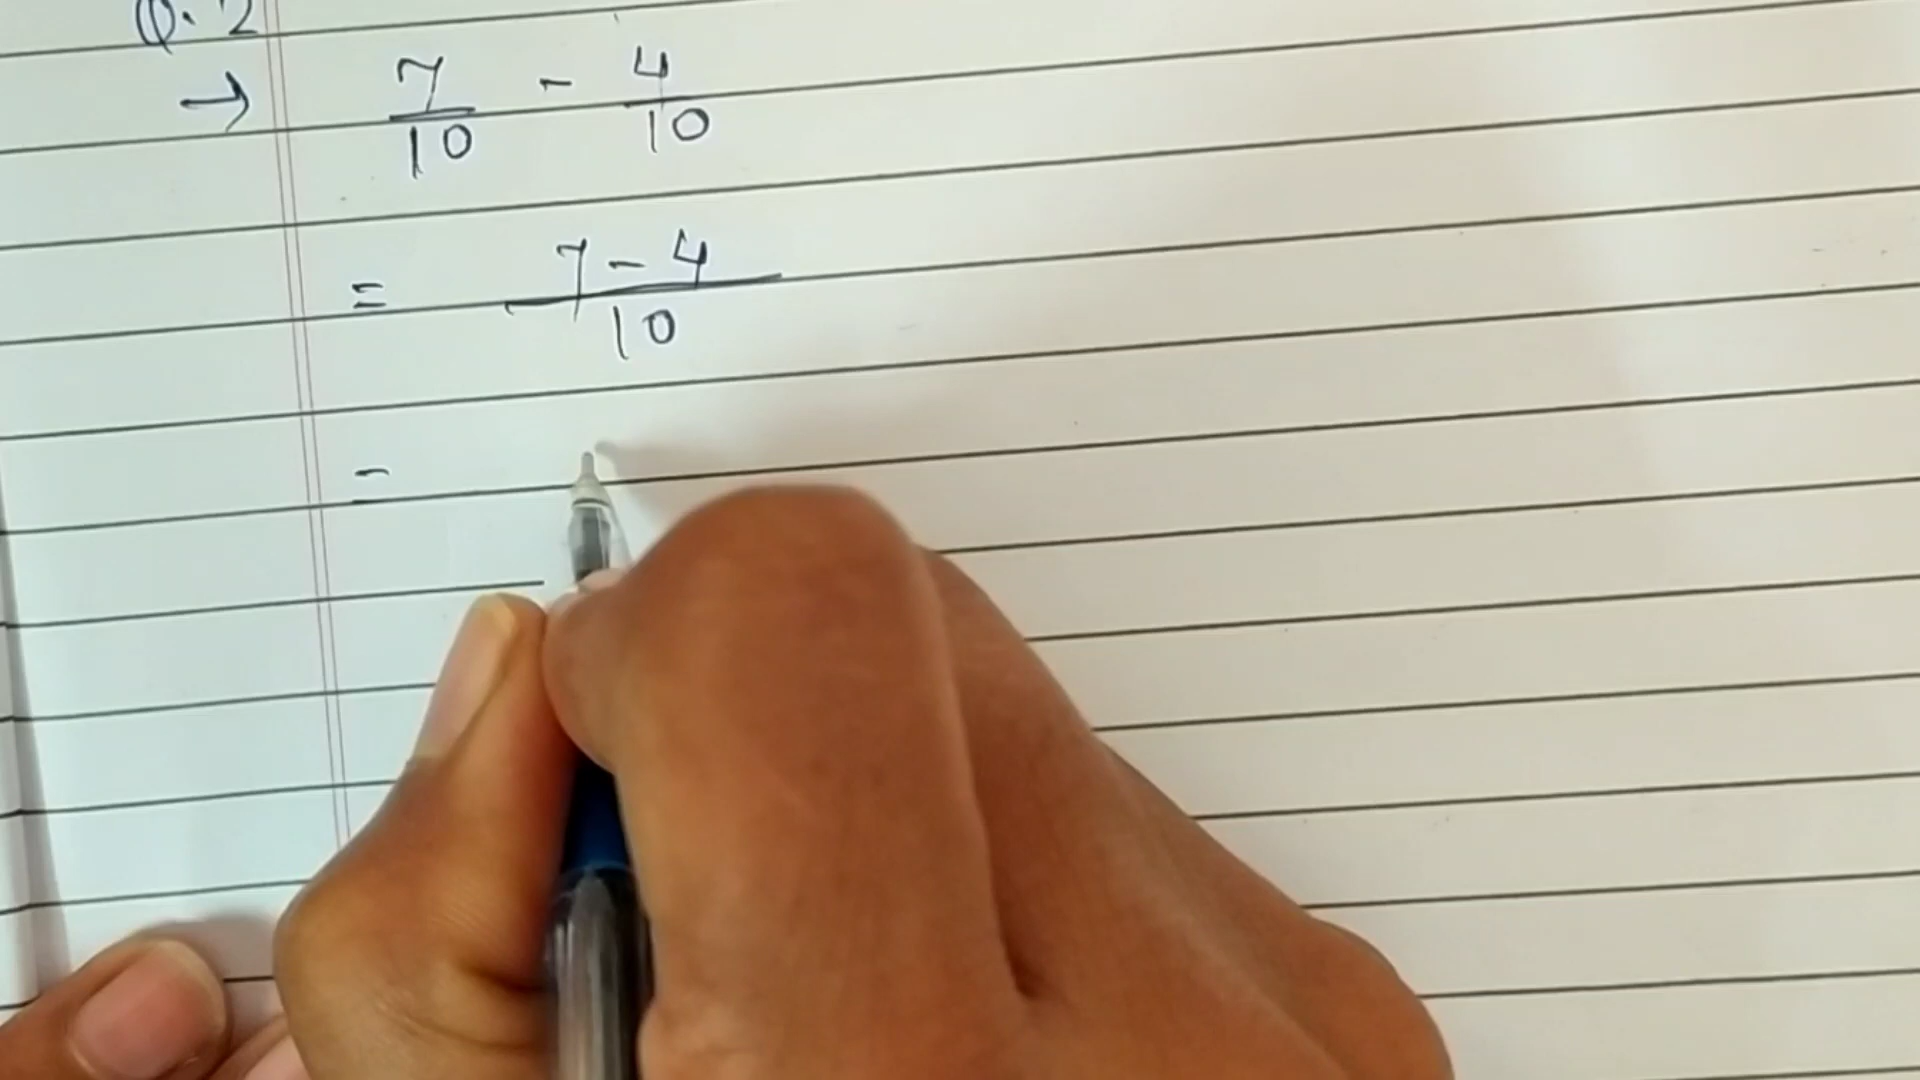 Q. 2
→ 7/10 - 4/10
= 7 - 4/10
=